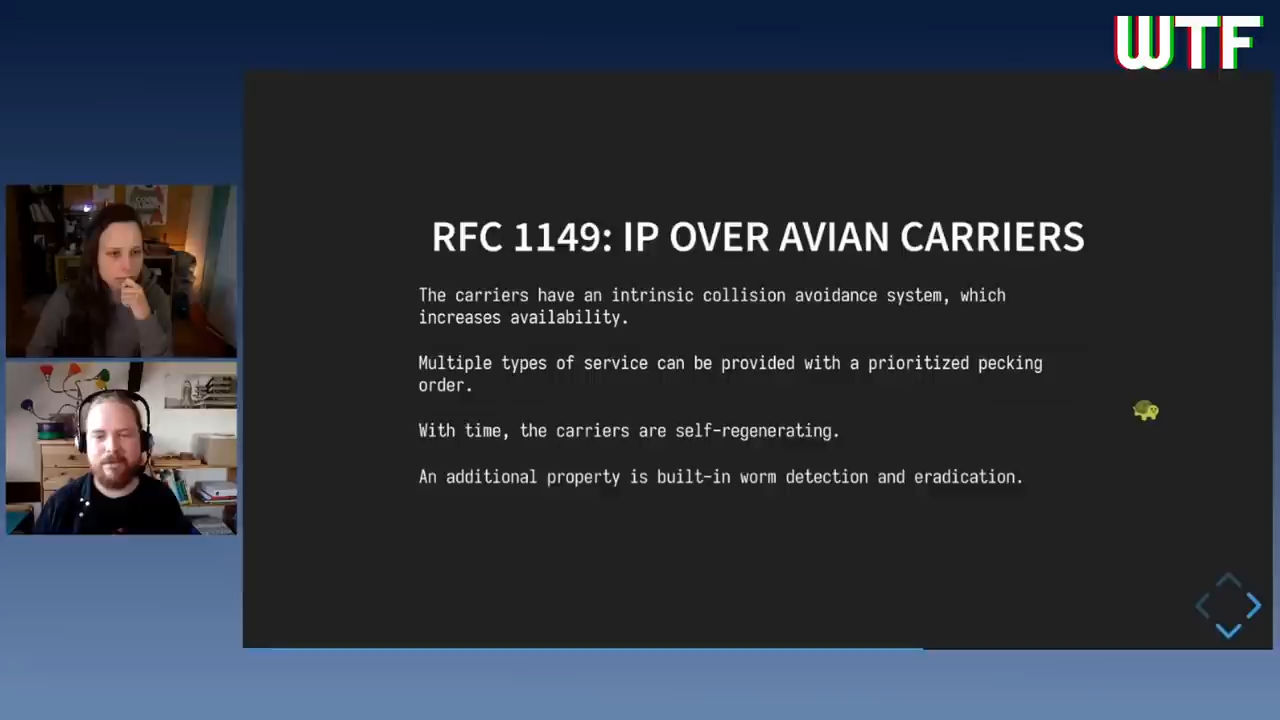 WTF
RFC 1149: IP OVER AVIAN CARRIERS
The carriers have an intrinsic collision avoidance system, which
increases availability.
Multiple types of service can be provided with a prioritized pecking
order.
With time, the carriers are self-regenerating.
An additional property is built-in worm detection and eradication.